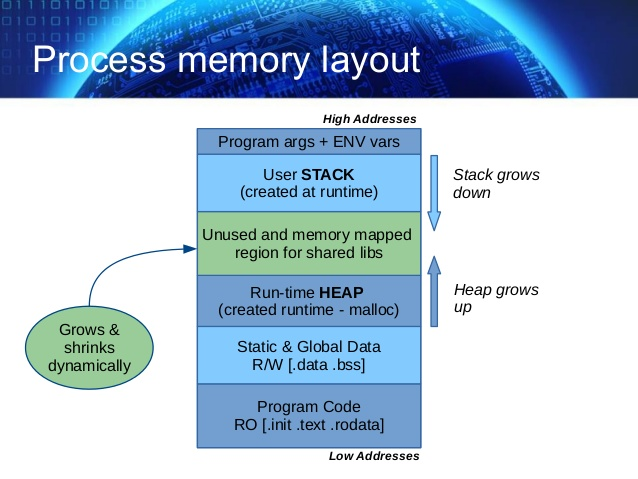 Process memory layout
High Addresses
Program args + ENV vars
User STACK
(created at runtime)
Stack grows
down
Unused and memory mapped
region for shared libs
Run-time HEAP
(created runtime - malloc)
Heap grows
up
Grows &
shrinks
dynamically
Static & Global Data
R/W [.data .bss]
Program Code
RO [.init .text .rodata]
Low Addresses